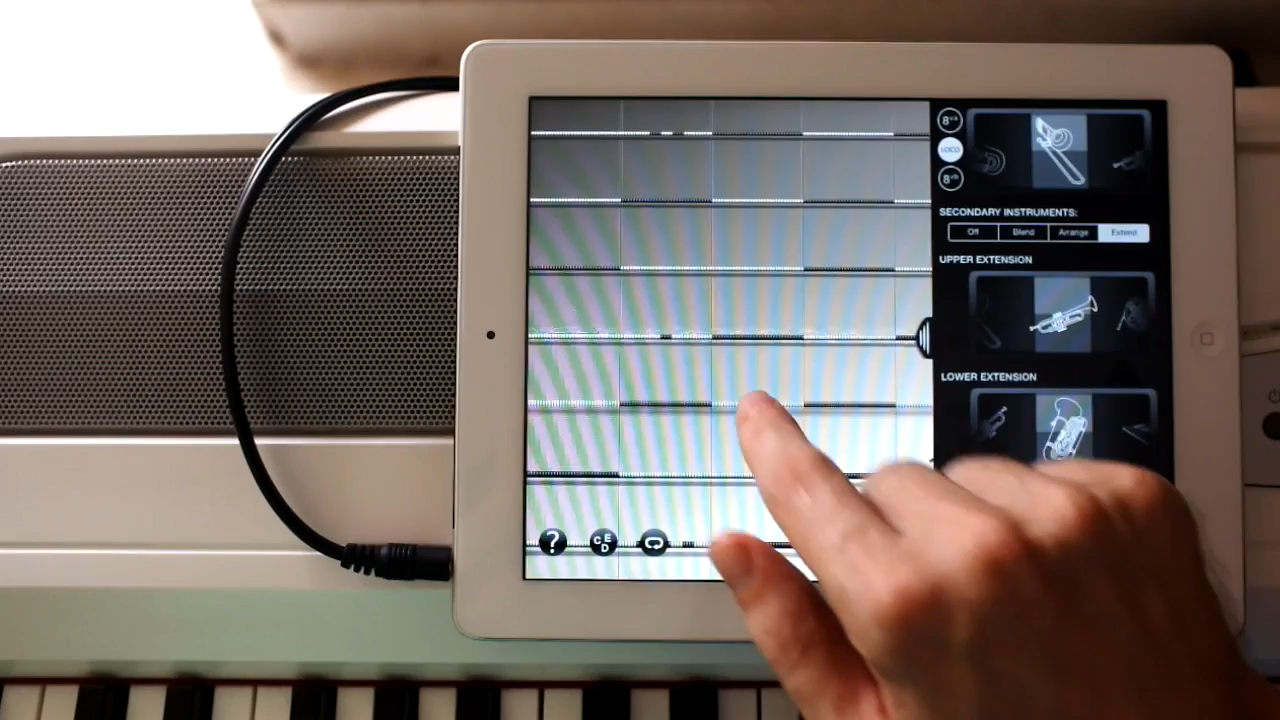 8va
LOCO
8vb
SECONDARY INSTRUMENTS:
Off Blend Arrange Extend
UPPER EXTENSION
LOWER EXTENSION
? C E D